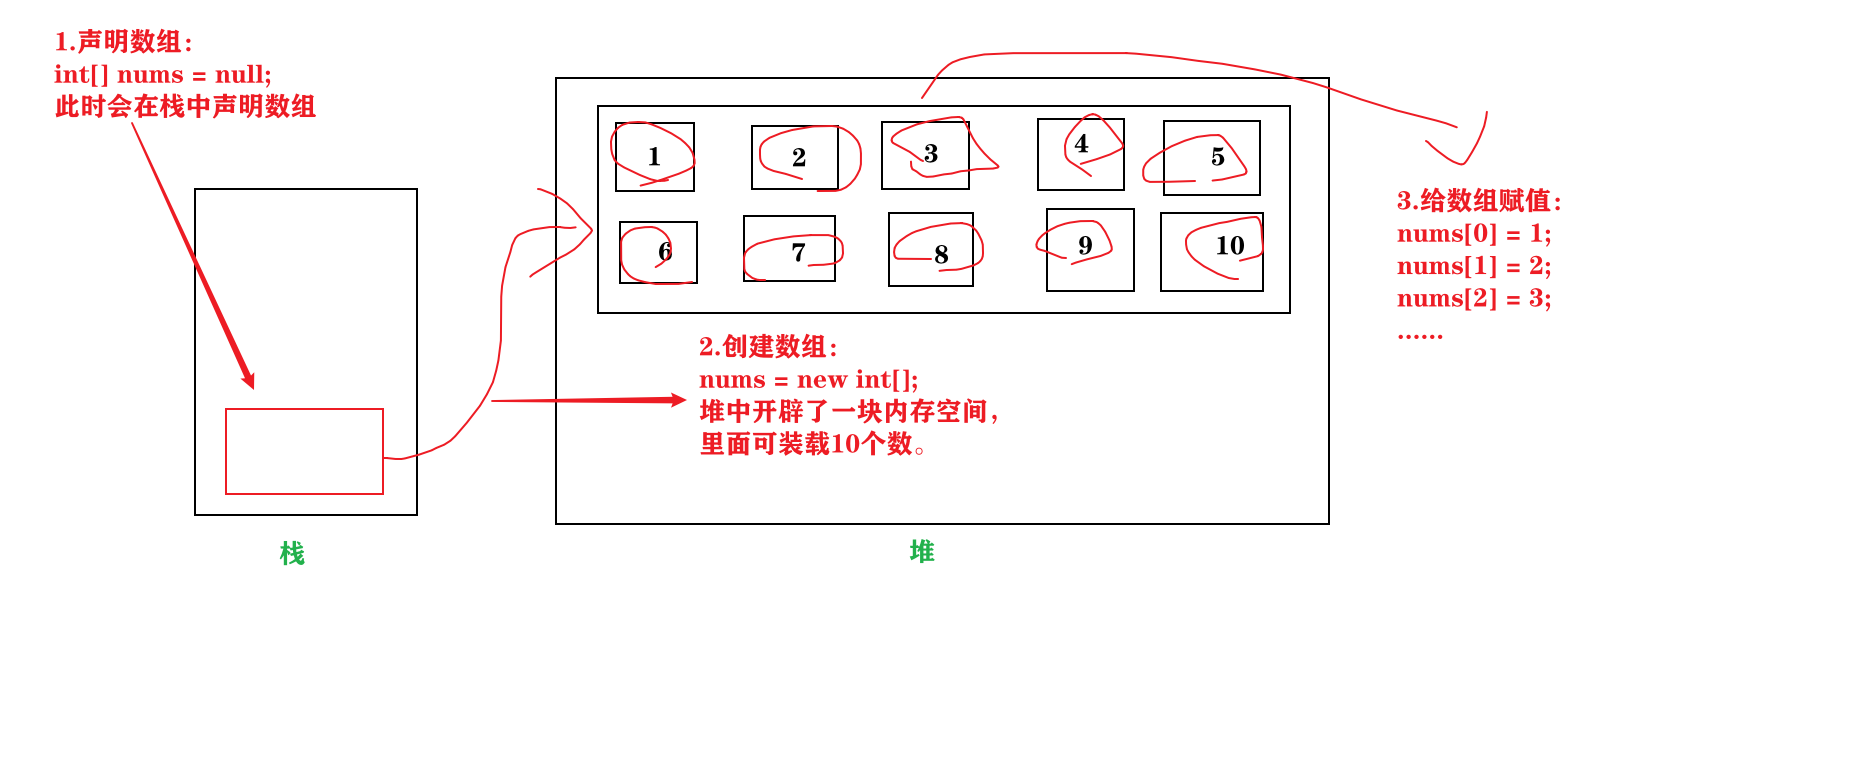 1.声明数组：
int[] nums = null;
此时会在栈中声明数组
1
2
3
4
5
6
7
8
9
10
2.创建数组：
nums = new int[];
堆中开辟了一块内存空间，
里面可装载10个数。
3.给数组赋值：
nums[0] = 1;
nums[1] = 2;
nums[2] = 3;
......
栈
堆